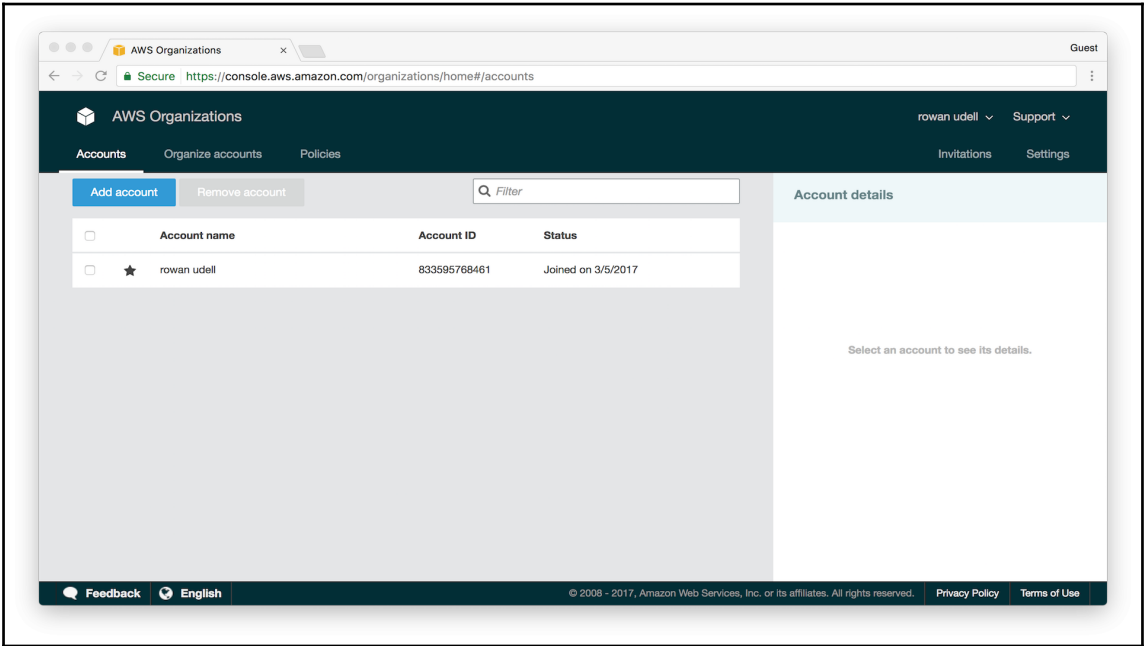 AWS Organizations
Guest
Secure https://console.aws.amazon.com/organizations/home#/accounts
AWS Organizations rowan udell Support
Accounts Organize accounts Policies Invitations Settings
Add account Remove account Filter Account details
Account name Account ID Status
rowan udell 833595768461 Joined on 3/5/2017
Select an account to see its details.
Feedback English © 2008 - 2017, Amazon Web Services, Inc. or its affiliates. All rights reserved. Privacy Policy Terms of Use